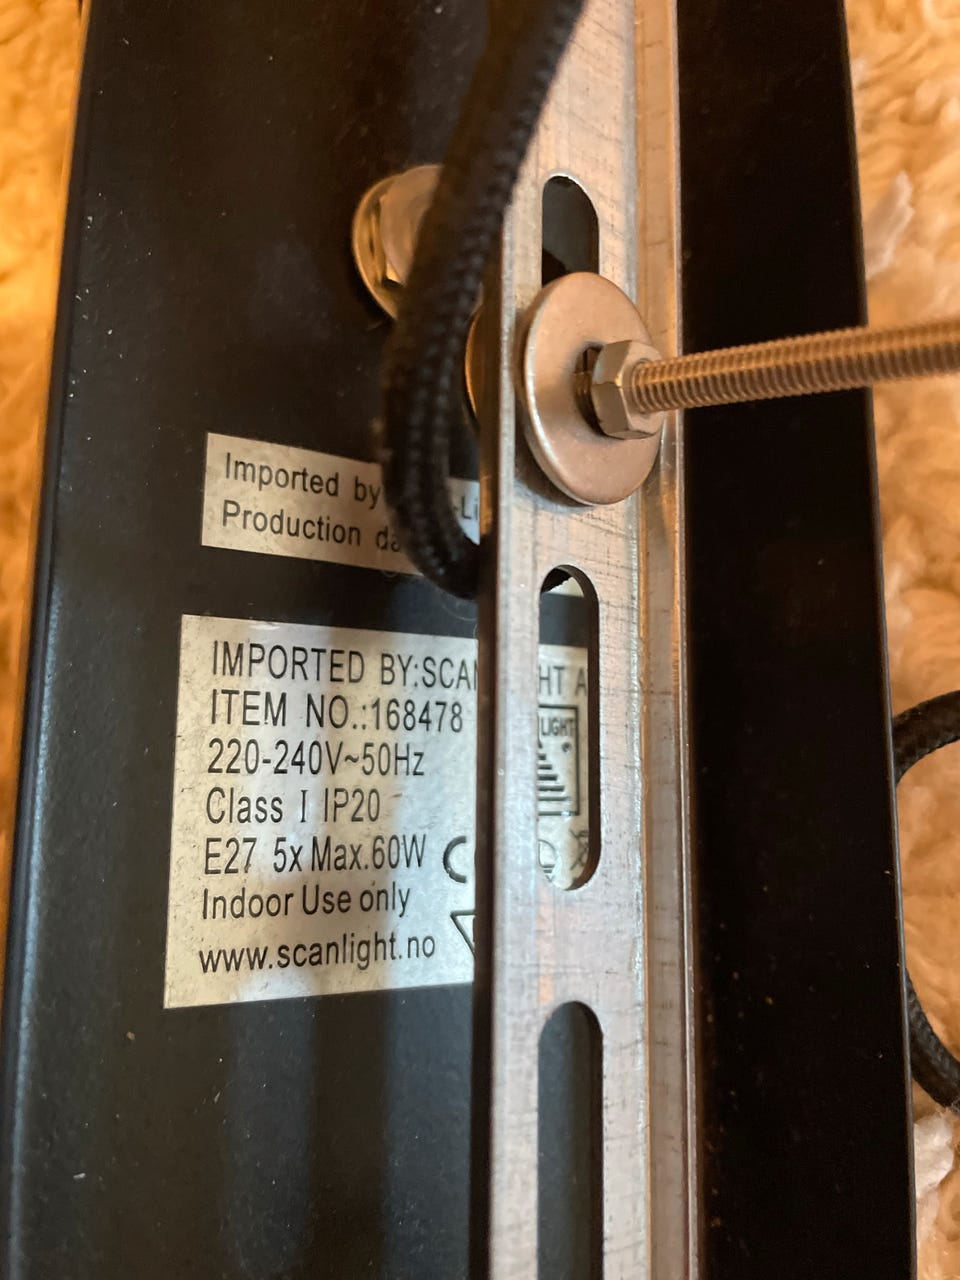 Imported by
Production
IMPORTED BY:SCAN
ITEM NO.:168478
LIGHT
220-240V~50Hz
Class I IP20
E27 5x Max.60W
Indoor Use only
www.scanlight.no